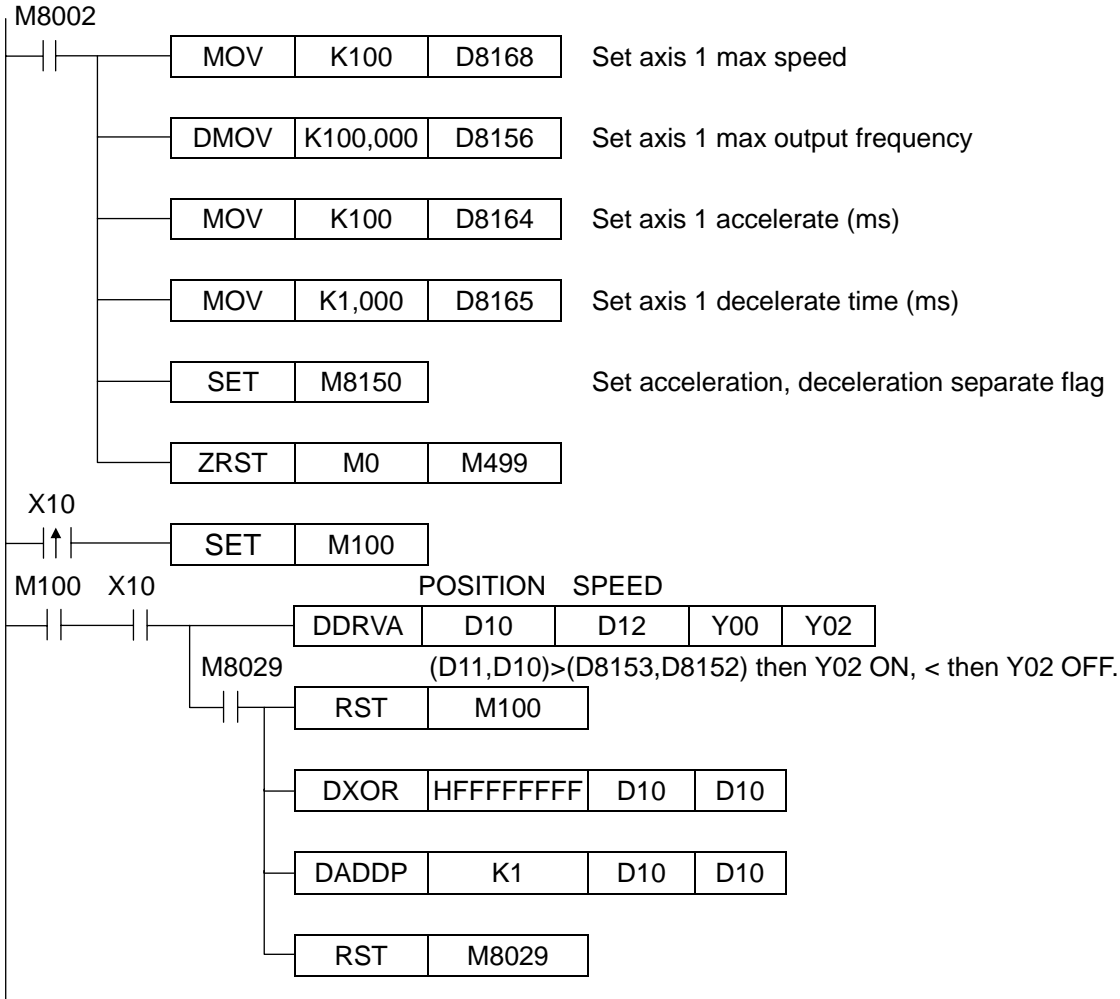 M8002
MOV K100 D8168 Set axis 1 max speed
DMOV K100,000 D8156 Set axis 1 max output frequency
MOV K100 D8164 Set axis 1 accelerate (ms)
MOV K1,000 D8165 Set axis 1 decelerate time (ms)
SET M8150 Set acceleration, deceleration separate flag
ZRST M0 M499
X10
SET M100
M100 X10 POSITION SPEED
DDRVA D10 D12 Y00 Y02
M8029 (D11,D10)>(D8153,D8152) then Y02 ON, < then Y02 OFF.
RST M100
DXOR HFFFFFFFF D10 D10
DADDP K1 D10 D10
RST M8029